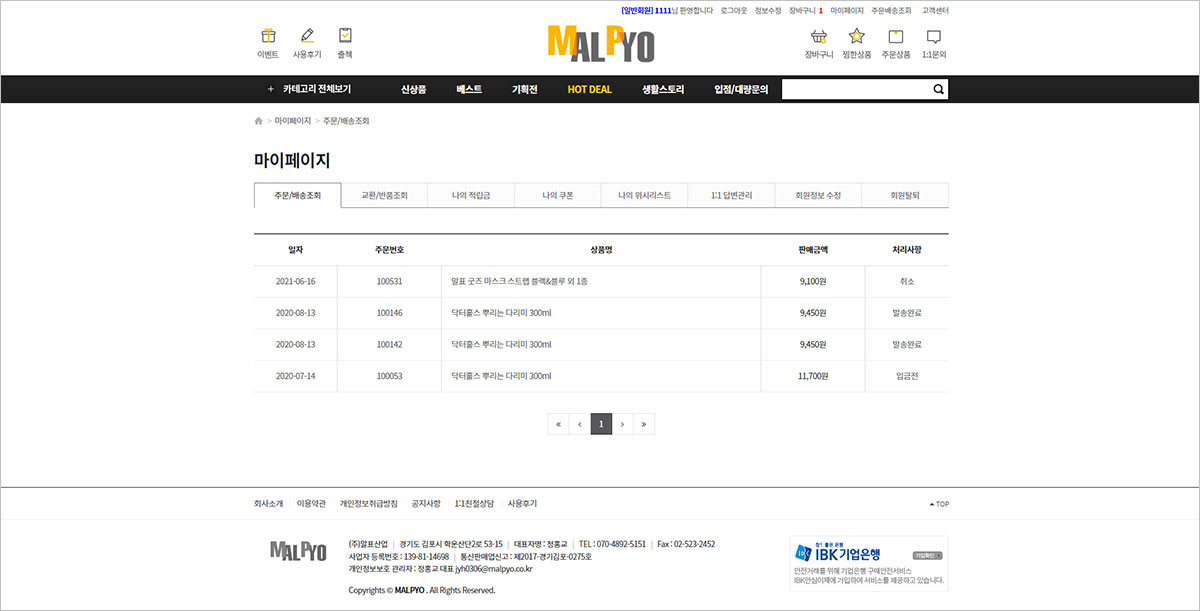 [일반회원] 1111님 환영합니다 로그아웃 정보수정 장바구니 1 마이페이지 주문배송조회 고객센터
이벤트 사용후기 출첵
MALPYO
장바구니 찜한상품 주문상품 1:1문의
+ 카테고리 전체보기 신상품 베스트 기획전 HOT DEAL 생활스토리 입점/대량문의
> 마이페이지 > 주문/배송조회
마이페이지
주문/배송조회 교환/반품조회 나의 적립금 나의 쿠폰 나의 위시리스트 1:1 답변관리 회원정보 수정 회원탈퇴
일자 주문번호 상품명 판매금액 처리사항
2021-06-16 100531 말표 굿즈 마스크 스트랩 블랙&블루 외 1종 9,100원 취소
2020-08-13 100146 닥터홀스 뿌리는 다리미 300ml 9,450원 발송완료
2020-08-13 100142 닥터홀스 뿌리는 다리미 300ml 9,450원 발송완료
2020-07-14 100053 닥터홀스 뿌리는 다리미 300ml 11,700원 입금전
« ‹ 1 › »
회사소개 이용약관 개인정보취급방침 공지사항 1:1친절상담 사용후기 TOP
MALPYO
(주)말표산업 | 경기도 김포시 학운산단2로 53-15 | 대표자명 : 정홍교 | TEL : 070-4892-5151 | Fax : 02-523-2452
사업자 등록번호 : 139-81-14698 | 통신판매업신고 : 제2017-경기김포-0275호
개인정보보호 관리자 : 정홍교 대표 jyh0306@malpyo.co.kr
Copyrights © MALPYO . All Rights Reserved.
참! 좋은 은행
IBK기업은행 가입확인
안전거래를 위해 기업은행 구매안전서비스
IBK안심이체에 가입하여 서비스를 제공하고 있습니다.